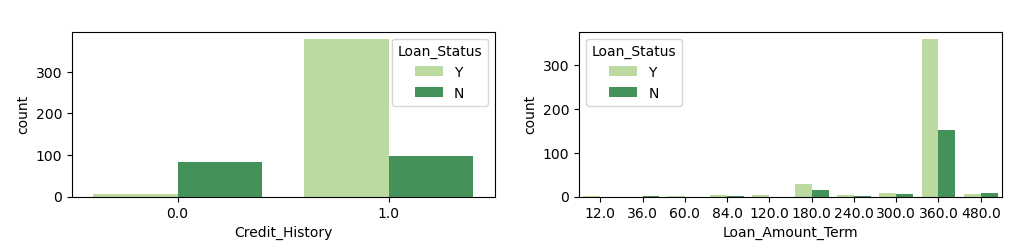 300
200
100
0
count
Loan_Status
Y
N
0.0 1.0
Credit_History
300
200
100
0
count
Loan_Status
Y
N
12.0 36.0 60.0 84.0 120.0 180.0 240.0 300.0 360.0 480.0
Loan_Amount_Term